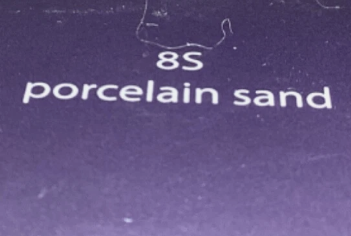 8S
porcelain sand